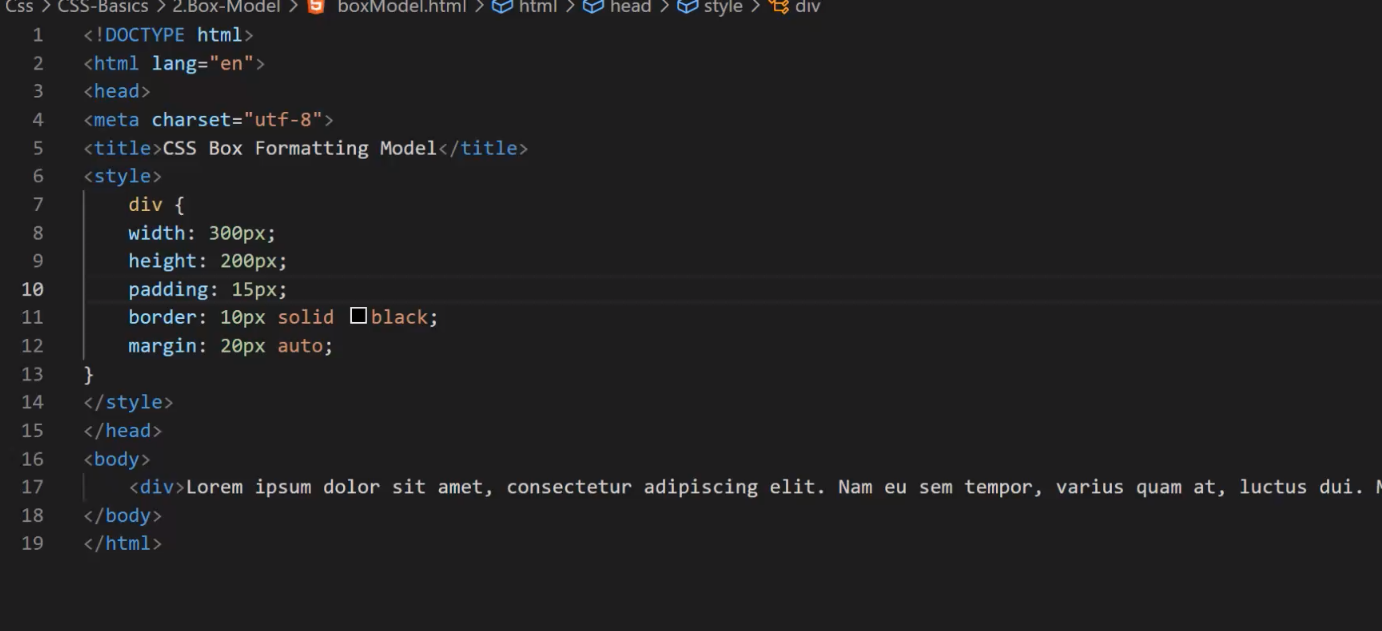 Css > CSS-Basics > 2.Box-Model > boxModel.html > html > head > style > div
1 <!DOCTYPE html>
2 <html lang="en">
3 <head>
4 <meta charset="utf-8">
5 <title>CSS Box Formatting Model</title>
6 <style>
7 div {
8 width: 300px;
9 height: 200px;
10 padding: 15px;
11 border: 10px solid black;
12 margin: 20px auto;
13 }
14 </style>
15 </head>
16 <body>
17 <div>Lorem ipsum dolor sit amet, consectetur adipiscing elit. Nam eu sem tempor, varius quam at, luctus dui.
18 </body>
19 </html>